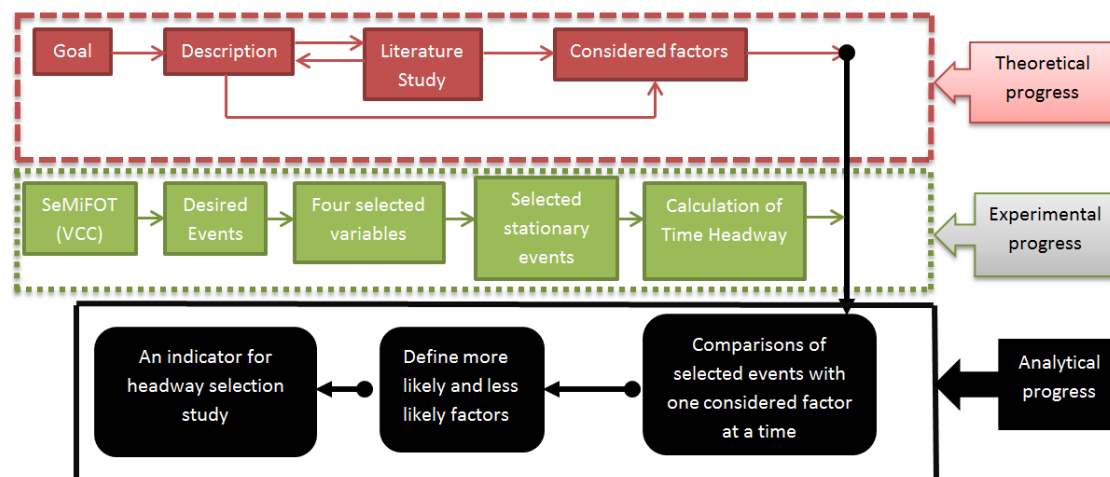 Goal
Description
Literature
Study
Considered factors
Theoretical
progress
SeMiFOT
(VCC)
Desired
Events
Four selected
variables
Selected
stationary
events
Calculation of
Time Headway
Experimental
progress
An indicator for
headway selection
study
Define more
likely and less
likely factors
Comparisons of
selected events with
one considered factor
at a time
Analytical
progress